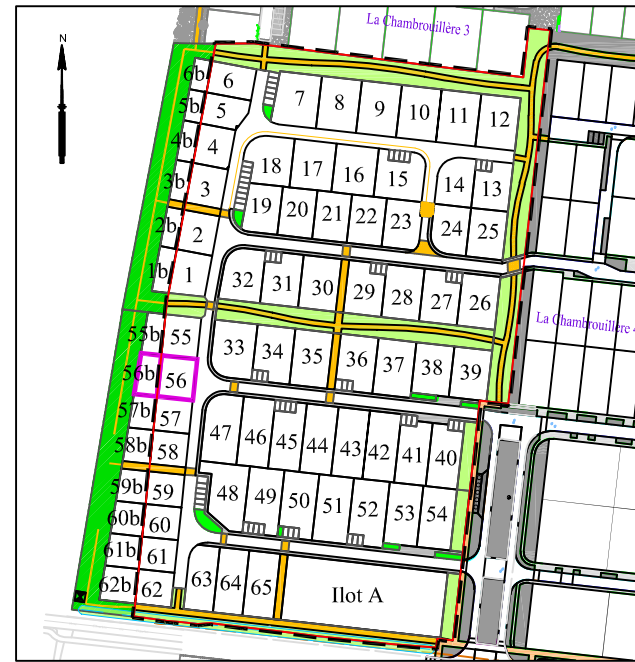 La Chambrouillère 3
N
6b 6 7 8 9 10 11 12
5b 5
4b 4 18 17 16 15 14 13
3b 3 19 20 21 22 23 24 25
2b 2
1b 1 32 31 30 29 28 27 26
La Chambrouillère 4
55b 55 33 34 35 36 37 38 39
56b 56
57b 57 47 46 45 44 43 42 41 40
58b 58
59b 59 48 49 50 51 52 53 54
60b 60
61b 61
62b 62 63 64 65 Ilot A